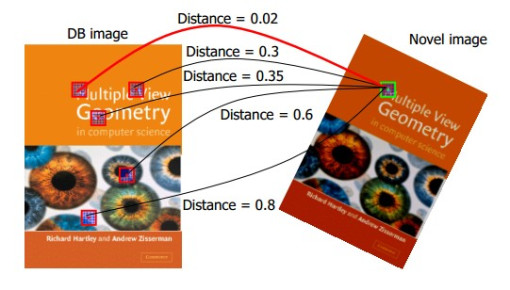 Distance = 0.02
DB image
Novel image
Distance = 0.3
Distance = 0.35
Distance = 0.6
Distance = 0.8
Multiple View
Geometry
in computer science
Richard Hartley and Andrew Zisserman
Multiple View
Geometry
in computer science
Richard Hartley and Andrew Zisserman